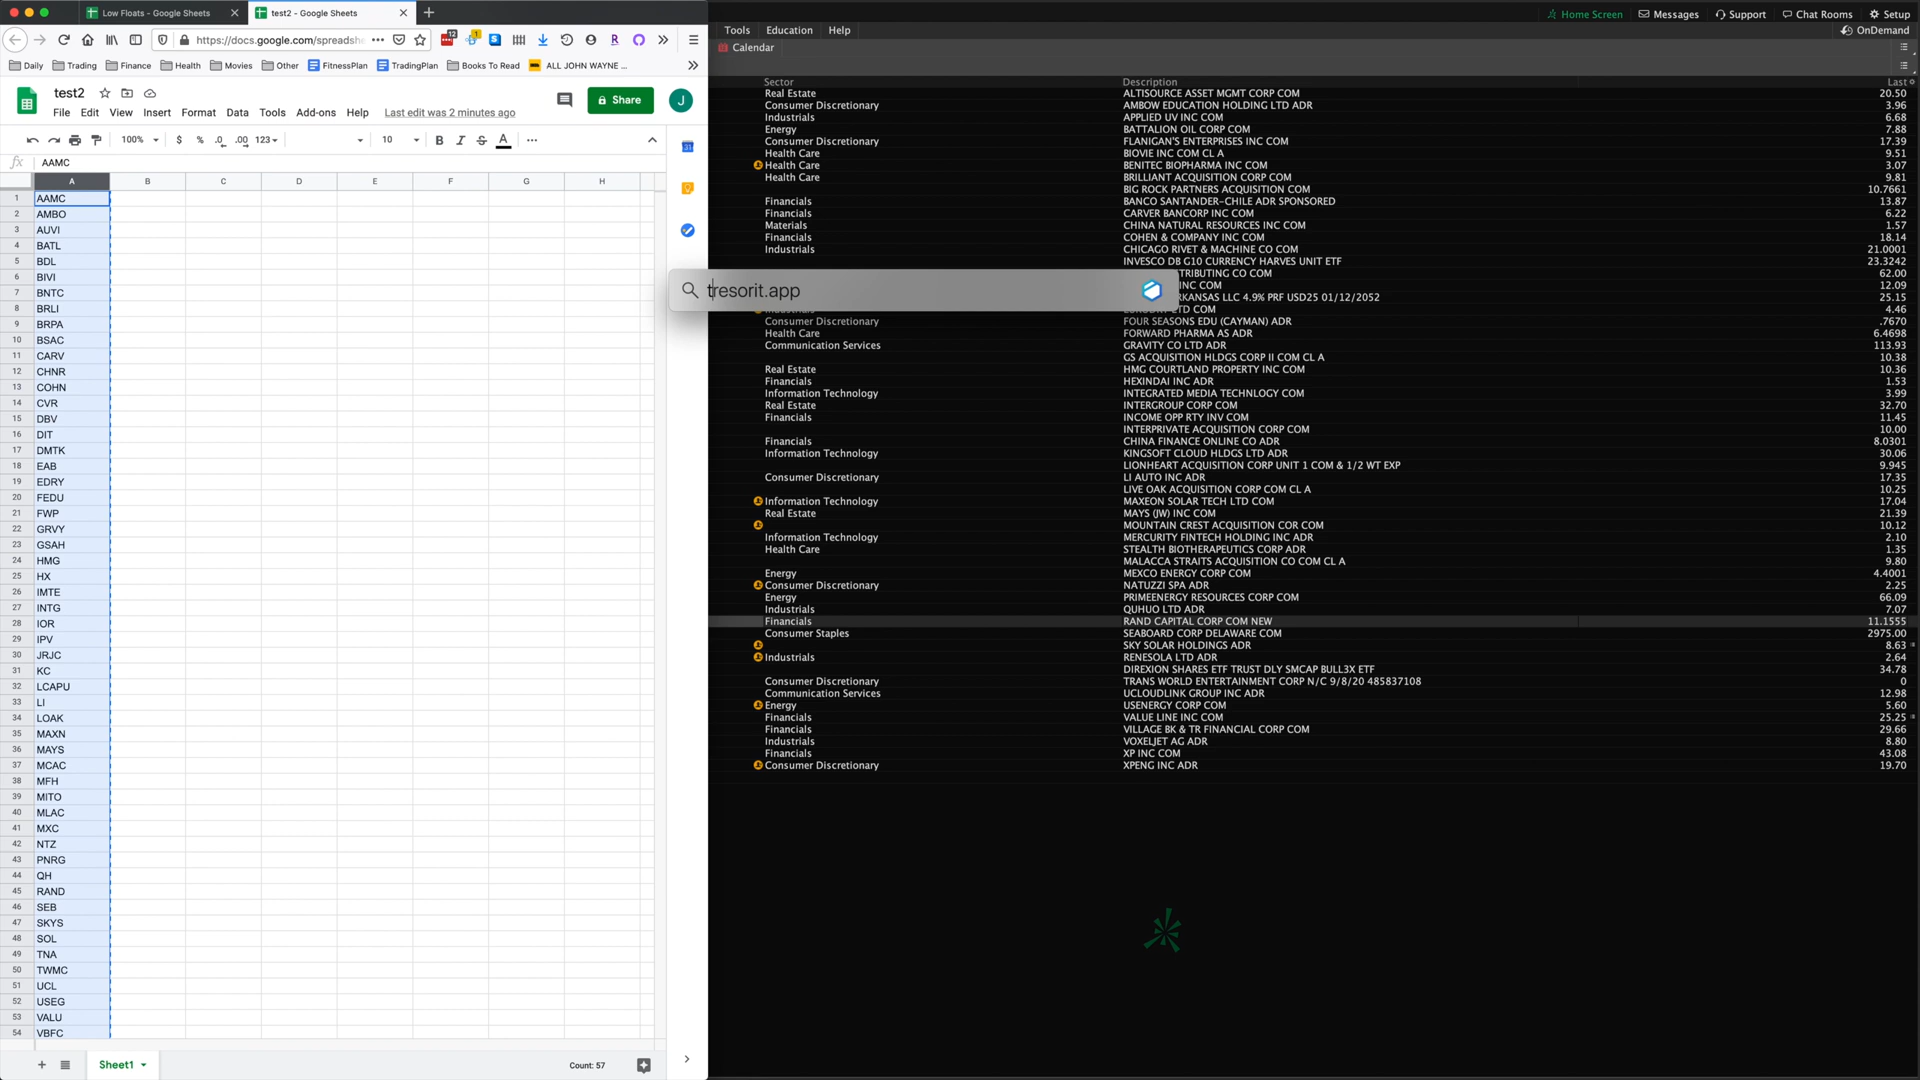 Low Floats - Google Sheets
test2 - Google Sheets
https://docs.google.com/spreadshe
12
1
Daily
Trading
Finance
Health
Movies
Other
FitnessPlan
TradingPlan
Books To Read
ALL JOHN WAYNE ...
test2
File Edit View Insert Format Data Tools Add-ons Help Last edit was 2 minutes ago
Share
J
100% $ % .0 .00 123 10 B I S A
fx AAMC
A B C D E F G H
1 AAMC
2 AMBO
3 AUVI
4 BATL
5 BDL
6 BIVI
7 BNTC
8 BRLI
9 BRPA
10 BSAC
11 CARV
12 CHNR
13 COHN
14 CVR
15 DBV
16 DIT
17 DMTK
18 EAB
19 EDRY
20 FEDU
21 FWP
22 GRVY
23 GSAH
24 HMG
25 HX
26 IMTE
27 INTG
28 IOR
29 IPV
30 JRJC
31 KC
32 LCAPU
33 LI
34 LOAK
35 MAXN
36 MAYS
37 MCAC
38 MFH
39 MITO
40 MLAC
41 MXC
42 NTZ
43 PNRG
44 QH
45 RAND
46 SEB
47 SKYS
48 SOL
49 TNA
50 TWMC
51 UCL
52 USEG
53 VALU
54 VBFC
Sheet1
Count: 57
31
tresorit.app
Home Screen Messages Support Chat Rooms Setup
Tools Education Help OnDemand
Calendar
Sector Description Last
Real Estate ALTISOURCE ASSET MGMT CORP COM 20.50
Consumer Discretionary AMBOW EDUCATION HOLDING LTD ADR 3.96
Industrials APPLIED UV INC COM 6.68
Energy BATTALION OIL CORP COM 7.88
Consumer Discretionary FLANIGAN'S ENTERPRISES INC COM 17.39
Health Care BIOVIE INC COM CL A 9.51
Health Care BENITEC BIOPHARMA INC COM 3.07
Health Care BRILLIANT ACQUISITION CORP COM 9.81
BIG ROCK PARTNERS ACQUISITION COM 10.7661
Financials BANCO SANTANDER-CHILE ADR SPONSORED 13.87
Financials CARVER BANCORP INC COM 6.22
Materials CHINA NATURAL RESOURCES INC COM 1.57
Financials COHEN & COMPANY INC COM 18.14
Industrials CHICAGO RIVET & MACHINE CO COM 21.0001
INVESCO DB G10 CURRENCY HARVES UNIT ETF 23.3242
TRIBUTING CO COM 62.00
INC COM 12.09
RKANSAS LLC 4.9% PRF USD25 01/12/2052 25.15
Industrials LTD COM 4.46
Consumer Discretionary FOUR SEASONS EDU (CAYMAN) ADR .7670
Health Care FORWARD PHARMA AS ADR 6.4698
Communication Services GRAVITY CO LTD ADR 113.93
GS ACQUISITION HLDGS CORP II COM CL A 10.38
Real Estate HMG COURTLAND PROPERTY INC COM 10.36
Financials HEXINDAI INC ADR 1.53
Information Technology INTEGRATED MEDIA TECHNLOGY COM 3.99
Real Estate INTERGROUP CORP COM 32.70
Financials INCOME OPP RTY INV COM 11.45
INTERPRIVATE ACQUISITION CORP COM 10.00
Financials CHINA FINANCE ONLINE CO ADR 8.0301
Information Technology KINGSOFT CLOUD HLDGS LTD ADR 30.06
LIONHEART ACQUISITION CORP UNIT 1 COM & 1/2 WT EXP 9.945
Consumer Discretionary LI AUTO INC ADR 17.35
LIVE OAK ACQUISITION CORP COM CL A 10.25
Information Technology MAXEON SOLAR TECH LTD COM 17.04
Real Estate MAYS (JW) INC COM 21.39
MOUNTAIN CREST ACQUISITION COR COM 10.12
Information Technology MERCURITY FINTECH HOLDING INC ADR 2.10
Health Care STEALTH BIOTHERAPEUTICS CORP ADR 1.35
MALACCA STRAITS ACQUISITION CO COM CL A 9.80
Energy MEXCO ENERGY CORP COM 4.4001
Consumer Discretionary NATUZZI SPA ADR 2.25
Energy PRIMEENERGY RESOURCES CORP COM 66.09
Industrials QUHUO LTD ADR 7.07
Financials RAND CAPITAL CORP COM NEW 11.1555
Consumer Staples SEABOARD CORP DELAWARE COM 2975.00
SKY SOLAR HOLDINGS ADR 8.63
Industrials RENESOLA LTD ADR 2.64
DIREXION SHARES ETF TRUST DLY SMCAP BULL3X ETF 34.78
Consumer Discretionary TRANS WORLD ENTERTAINMENT CORP N/C 9/8/20 485837108 0
Communication Services UCLOUDLINK GROUP INC ADR 12.98
Energy USENERGY CORP COM 5.60
Financials VALUE LINE INC COM 25.25
Financials VILLAGE BK & TR FINANCIAL CORP COM 29.66
Industrials VOXELJET AG ADR 8.80
Financials XP INC COM 43.08
Consumer Discretionary XPENG INC ADR 19.70